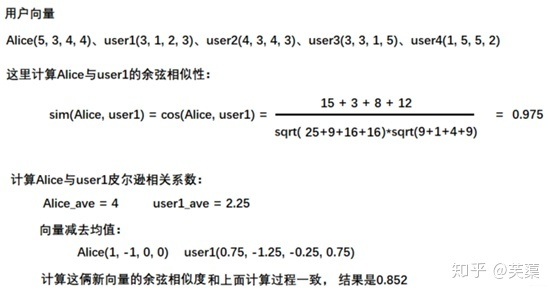 用户向量
Alice(5, 3, 4, 4)、user1(3, 1, 2, 3)、user2(4, 3, 4, 3)、user3(3, 3, 1, 5)、user4(1, 5, 5, 2)
这里计算Alice与user1的余弦相似性：
15 + 3 + 8 + 12
sim(Alice, user1) = cos(Alice, user1) = = 0.975
sqrt( 25+9+16+16)*sqrt(9+1+4+9)
计算Alice与user1皮尔逊相关系数：
Alice_ave = 4 user1_ave = 2.25
向量减去均值：
Alice(1, -1, 0, 0) user1(0.75, -1.25, -0.25, 0.75)
计算这俩新向量的余弦相似度和上面计算过程一致，结果是0.852
知乎 @芙蕖